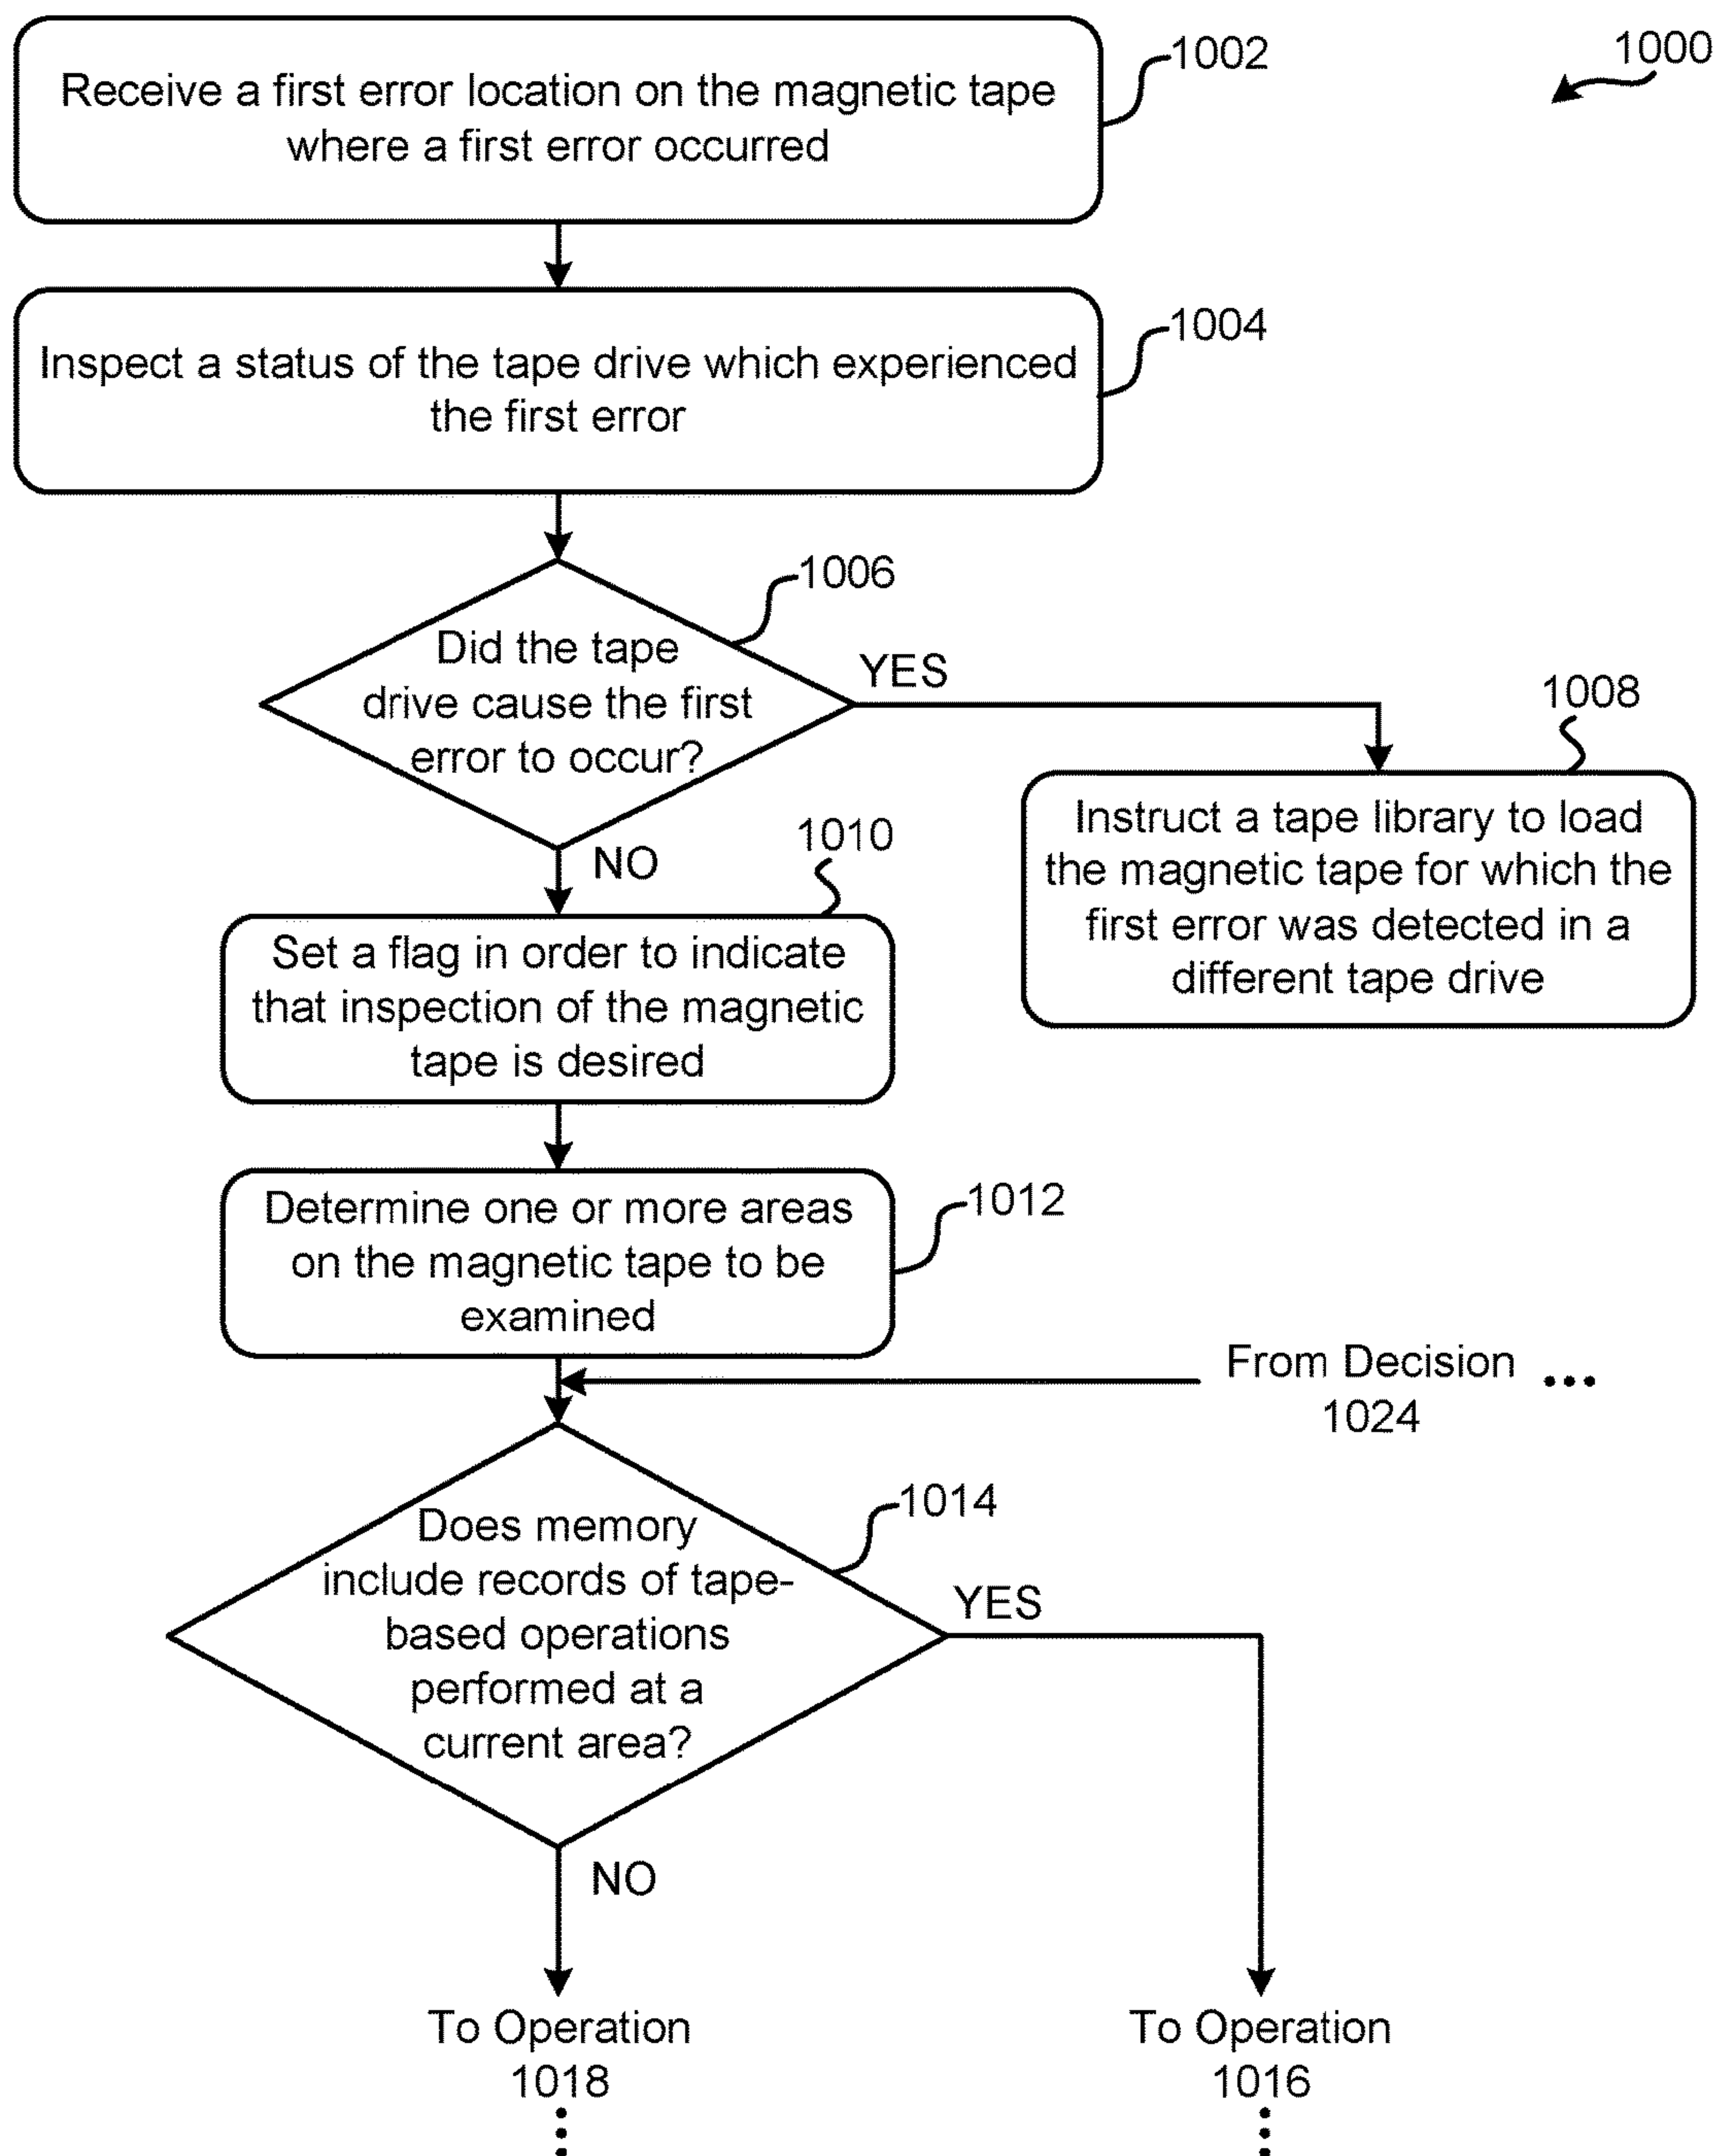 1000
1002
Receive a first error location on the magnetic tape
where a first error occurred
1004
Inspect a status of the tape drive which experienced
the first error
1006
Did the tape
drive cause the first
error to occur?
YES
NO
1008
Instruct a tape library to load
the magnetic tape for which the
first error was detected in a
different tape drive
1010
Set a flag in order to indicate
that inspection of the magnetic
tape is desired
1012
Determine one or more areas
on the magnetic tape to be
examined
From Decision
1024
1014
Does memory
include records of tape-
based operations
performed at a
current area?
YES
NO
To Operation
1018
To Operation
1016